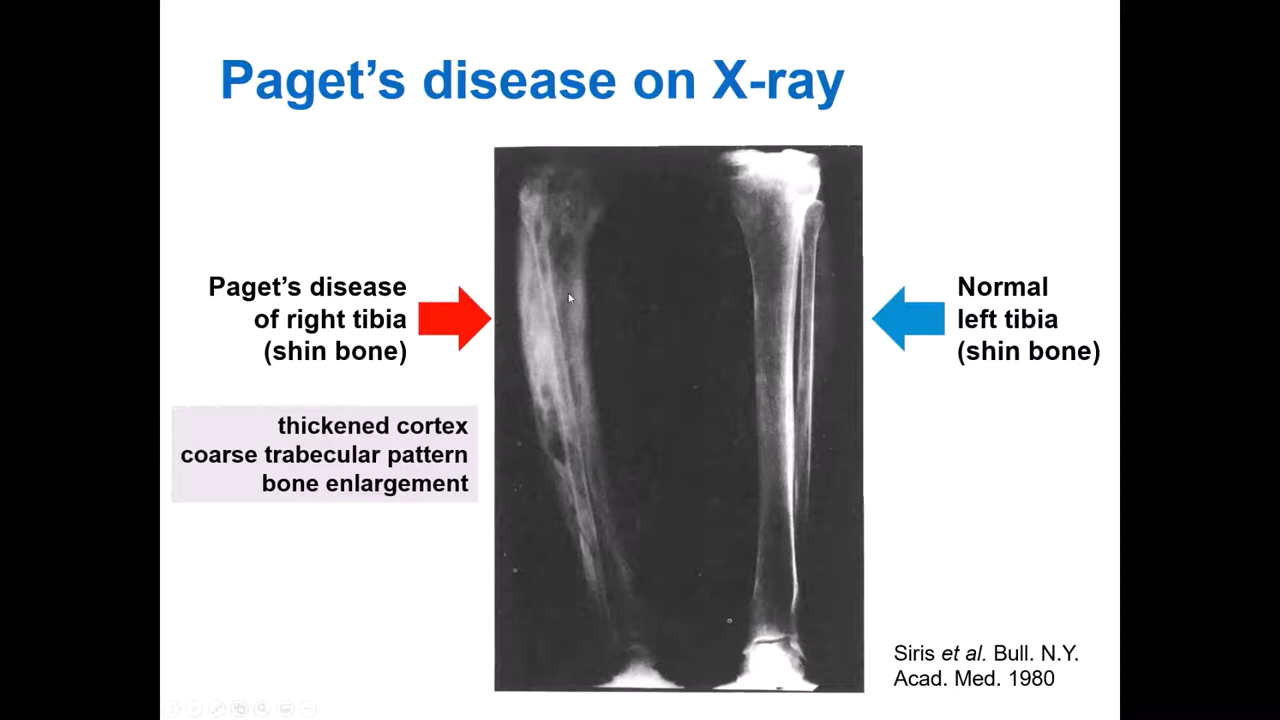 Paget’s disease on X-ray
Paget’s disease
of right tibia
(shin bone)
thickened cortex
coarse trabecular pattern
bone enlargement
Normal
left tibia
(shin bone)
Siris et al. Bull. N.Y.
Acad. Med. 1980